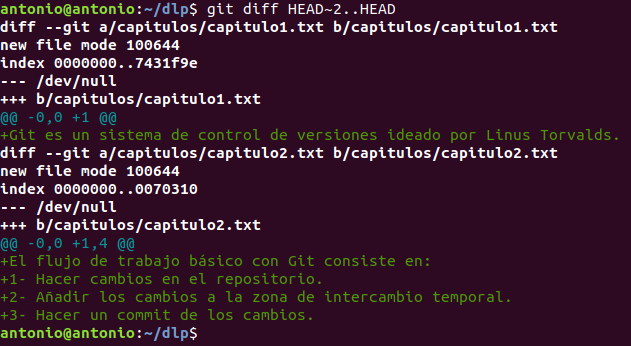 antonio@antonio:~/dlp$ git diff HEAD~2..HEAD
diff --git a/capitulos/capitulo1.txt b/capitulos/capitulo1.txt
new file mode 100644
index 0000000..7431f9e
--- /dev/null
+++ b/capitulos/capitulo1.txt
@@ -0,0 +1 @@
+Git es un sistema de control de versiones ideado por Linus Torvalds.
diff --git a/capitulos/capitulo2.txt b/capitulos/capitulo2.txt
new file mode 100644
index 0000000..0070310
--- /dev/null
+++ b/capitulos/capitulo2.txt
@@ -0,0 +1,4 @@
+El flujo de trabajo básico con Git consiste en:
+1- Hacer cambios en el repositorio.
+2- Añadir los cambios a la zona de intercambio temporal.
+3- Hacer un commit de los cambios.
antonio@antonio:~/dlp$